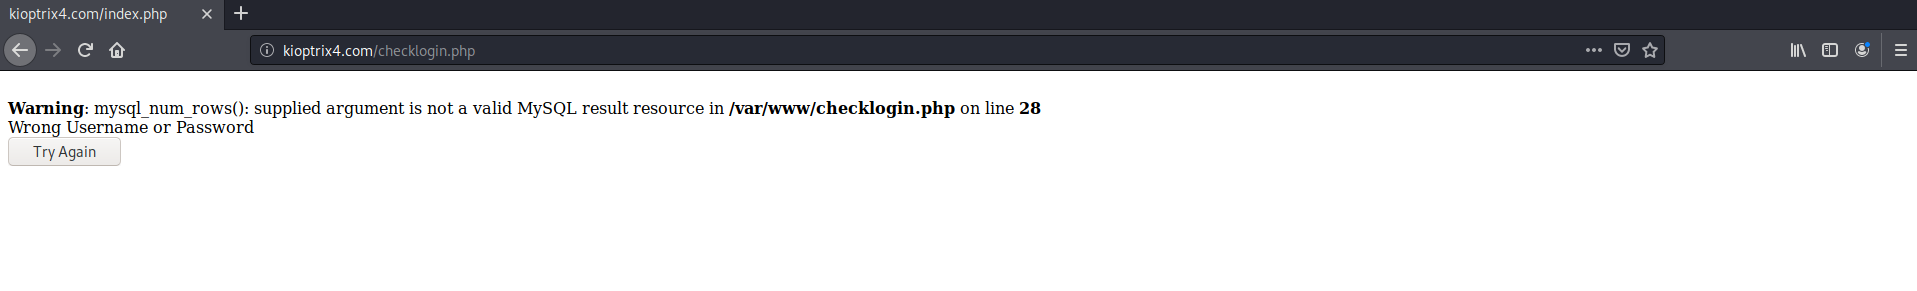 kioptrix4.com/index.php
kioptrix4.com/checklogin.php
Warning: mysql_num_rows(): supplied argument is not a valid MySQL result resource in /var/www/checklogin.php on line 28
Wrong Username or Password
Try Again